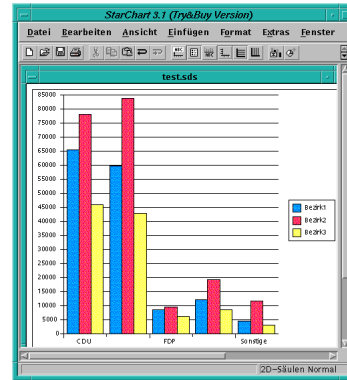 StarChart 3.1 (Try&Buy Version)
Datei Bearbeiten Ansicht Einfügen Format Extras Fenster
test.sds
85000
80000
75000
70000
65000
60000
55000
50000
45000
40000
35000
30000
25000
20000
15000
10000
5000
0
CDU FDP Sonstige
Bezirk1
Bezirk2
Bezirk3
2D-Säulen Normal